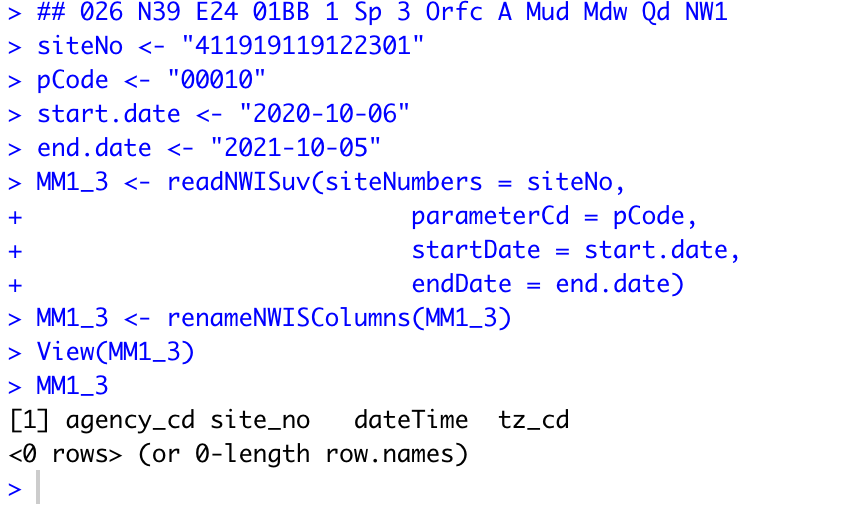 > ## 026 N39 E24 01BB 1 Sp 3 Orfc A Mud Mdw Qd NW1
> siteNo <- "411919119122301"
> pCode <- "00010"
> start.date <- "2020-10-06"
> end.date <- "2021-10-05"
> MM1_3 <- readNWISuv(siteNumbers = siteNo,
+                          parameterCd = pCode,
+                          startDate = start.date,
+                          endDate = end.date)
> MM1_3 <- renameNWISColumns(MM1_3)
> View(MM1_3)
> MM1_3
[1] agency_cd site_no   dateTime  tz_cd
<0 rows> (or 0-length row.names)
>